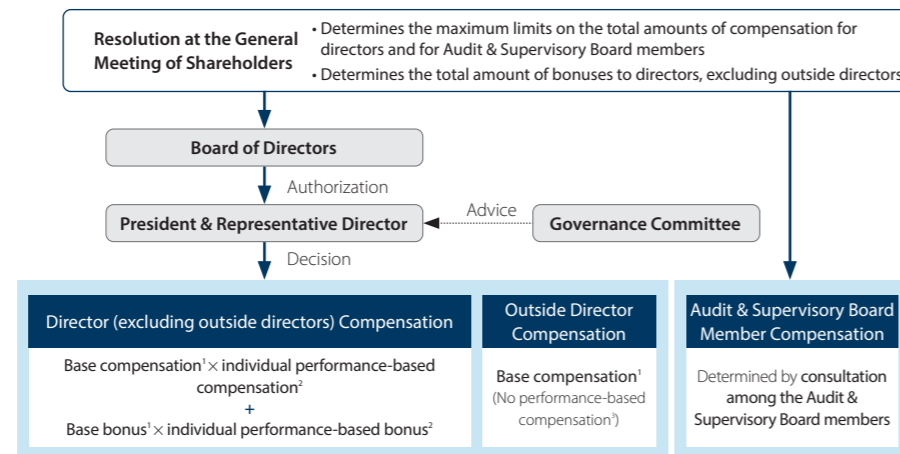 Resolution at the General
Meeting of Shareholders
• Determines the maximum limits on the total amounts of compensation for
directors and for Audit & Supervisory Board members
• Determines the total amount of bonuses to directors, excluding outside directors
Board of Directors
Authorization
President & Representative Director
Advice
Governance Committee
Decision
Director (excluding outside directors) Compensation
Base compensation¹ × individual performance-based
compensation²
+
Base bonus¹ × individual performance-based bonus²
Outside Director
Compensation
Base compensation¹
(No performance-based
compensation³)
Audit & Supervisory Board
Member Compensation
Determined by consultation
among the Audit &
Supervisory Board members